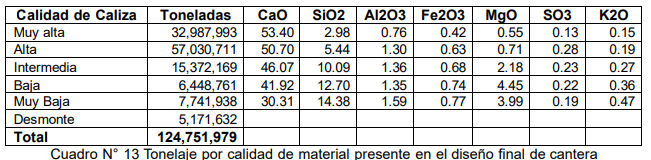 Calidad de Caliza Toneladas CaO SiO2 Al2O3 Fe2O3 MgO SO3 K2O
Muy alta 32,987,993 53.40 2.98 0.76 0.42 0.55 0.13 0.15
Alta 57,030,711 50.70 5.44 1.30 0.63 0.71 0.28 0.19
Intermedia 15,372,169 46.07 10.09 1.36 0.68 2.18 0.23 0.27
Baja 6,448,761 41.92 12.70 1.35 0.74 4.45 0.22 0.36
Muy Baja 7,741,938 30.31 14.38 1.59 0.77 3.99 0.19 0.47
Desmonte 5,171,632
Total 124,751,979
Cuadro N° 13 Tonelaje por calidad de material presente en el diseño final de cantera